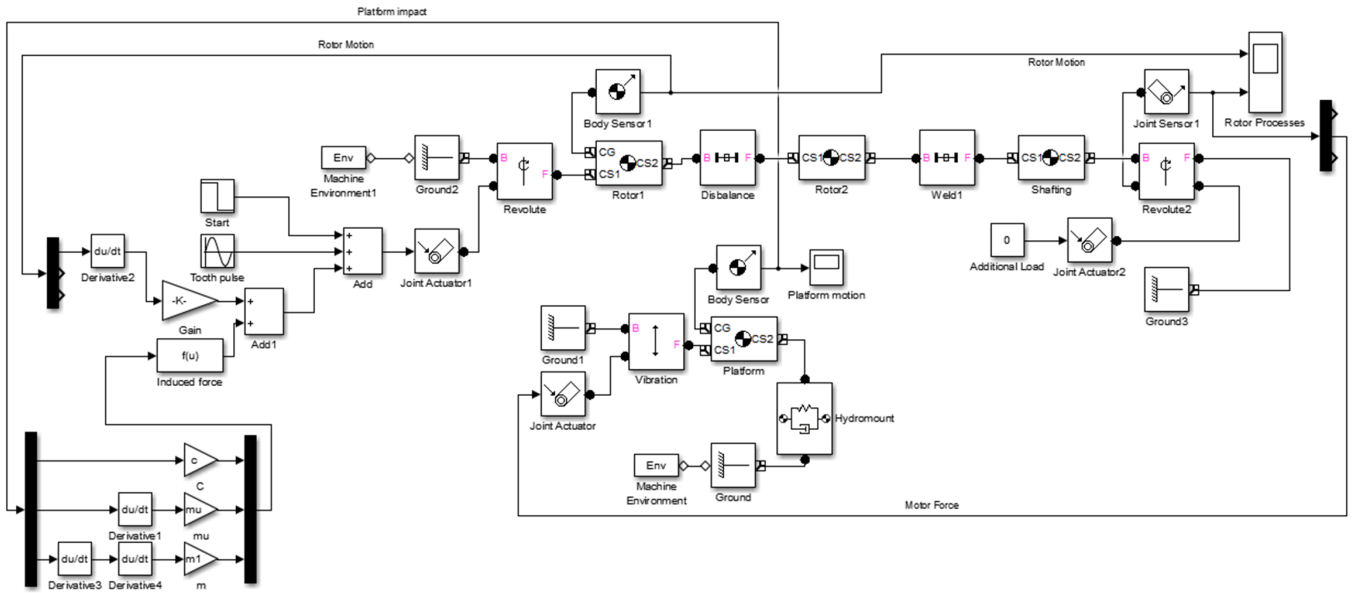 Platform impact
Rotor Motion
Rotor Motion
Body Sensor1
Joint Sensor1
Rotor Processes
Env
Machine
Environment1
Ground2
B
F
Revolute
CG
CS1
CS2
Rotor1
B
F
Disbalance
CS1
CS2
Rotor2
B
F
Weld1
CS1
CS2
Shafting
B
F
Revolute2
Start
Tooth pulse
Add
Joint Actuator1
0
Additional Load
Joint Actuator2
Ground3
du/dt
Derivative2
-K-
Gain
Add1
f(u)
Induced force
Body Sensor
Platform motion
Ground1
B
F
Vibration
CG
CS1
CS2
Platform
Joint Actuator
Hydromount
Env
Machine
Environment
Ground
Motor Force
c
C
du/dt
Derivative1
mu
mu
du/dt
Derivative3
du/dt
Derivative4
m1
m